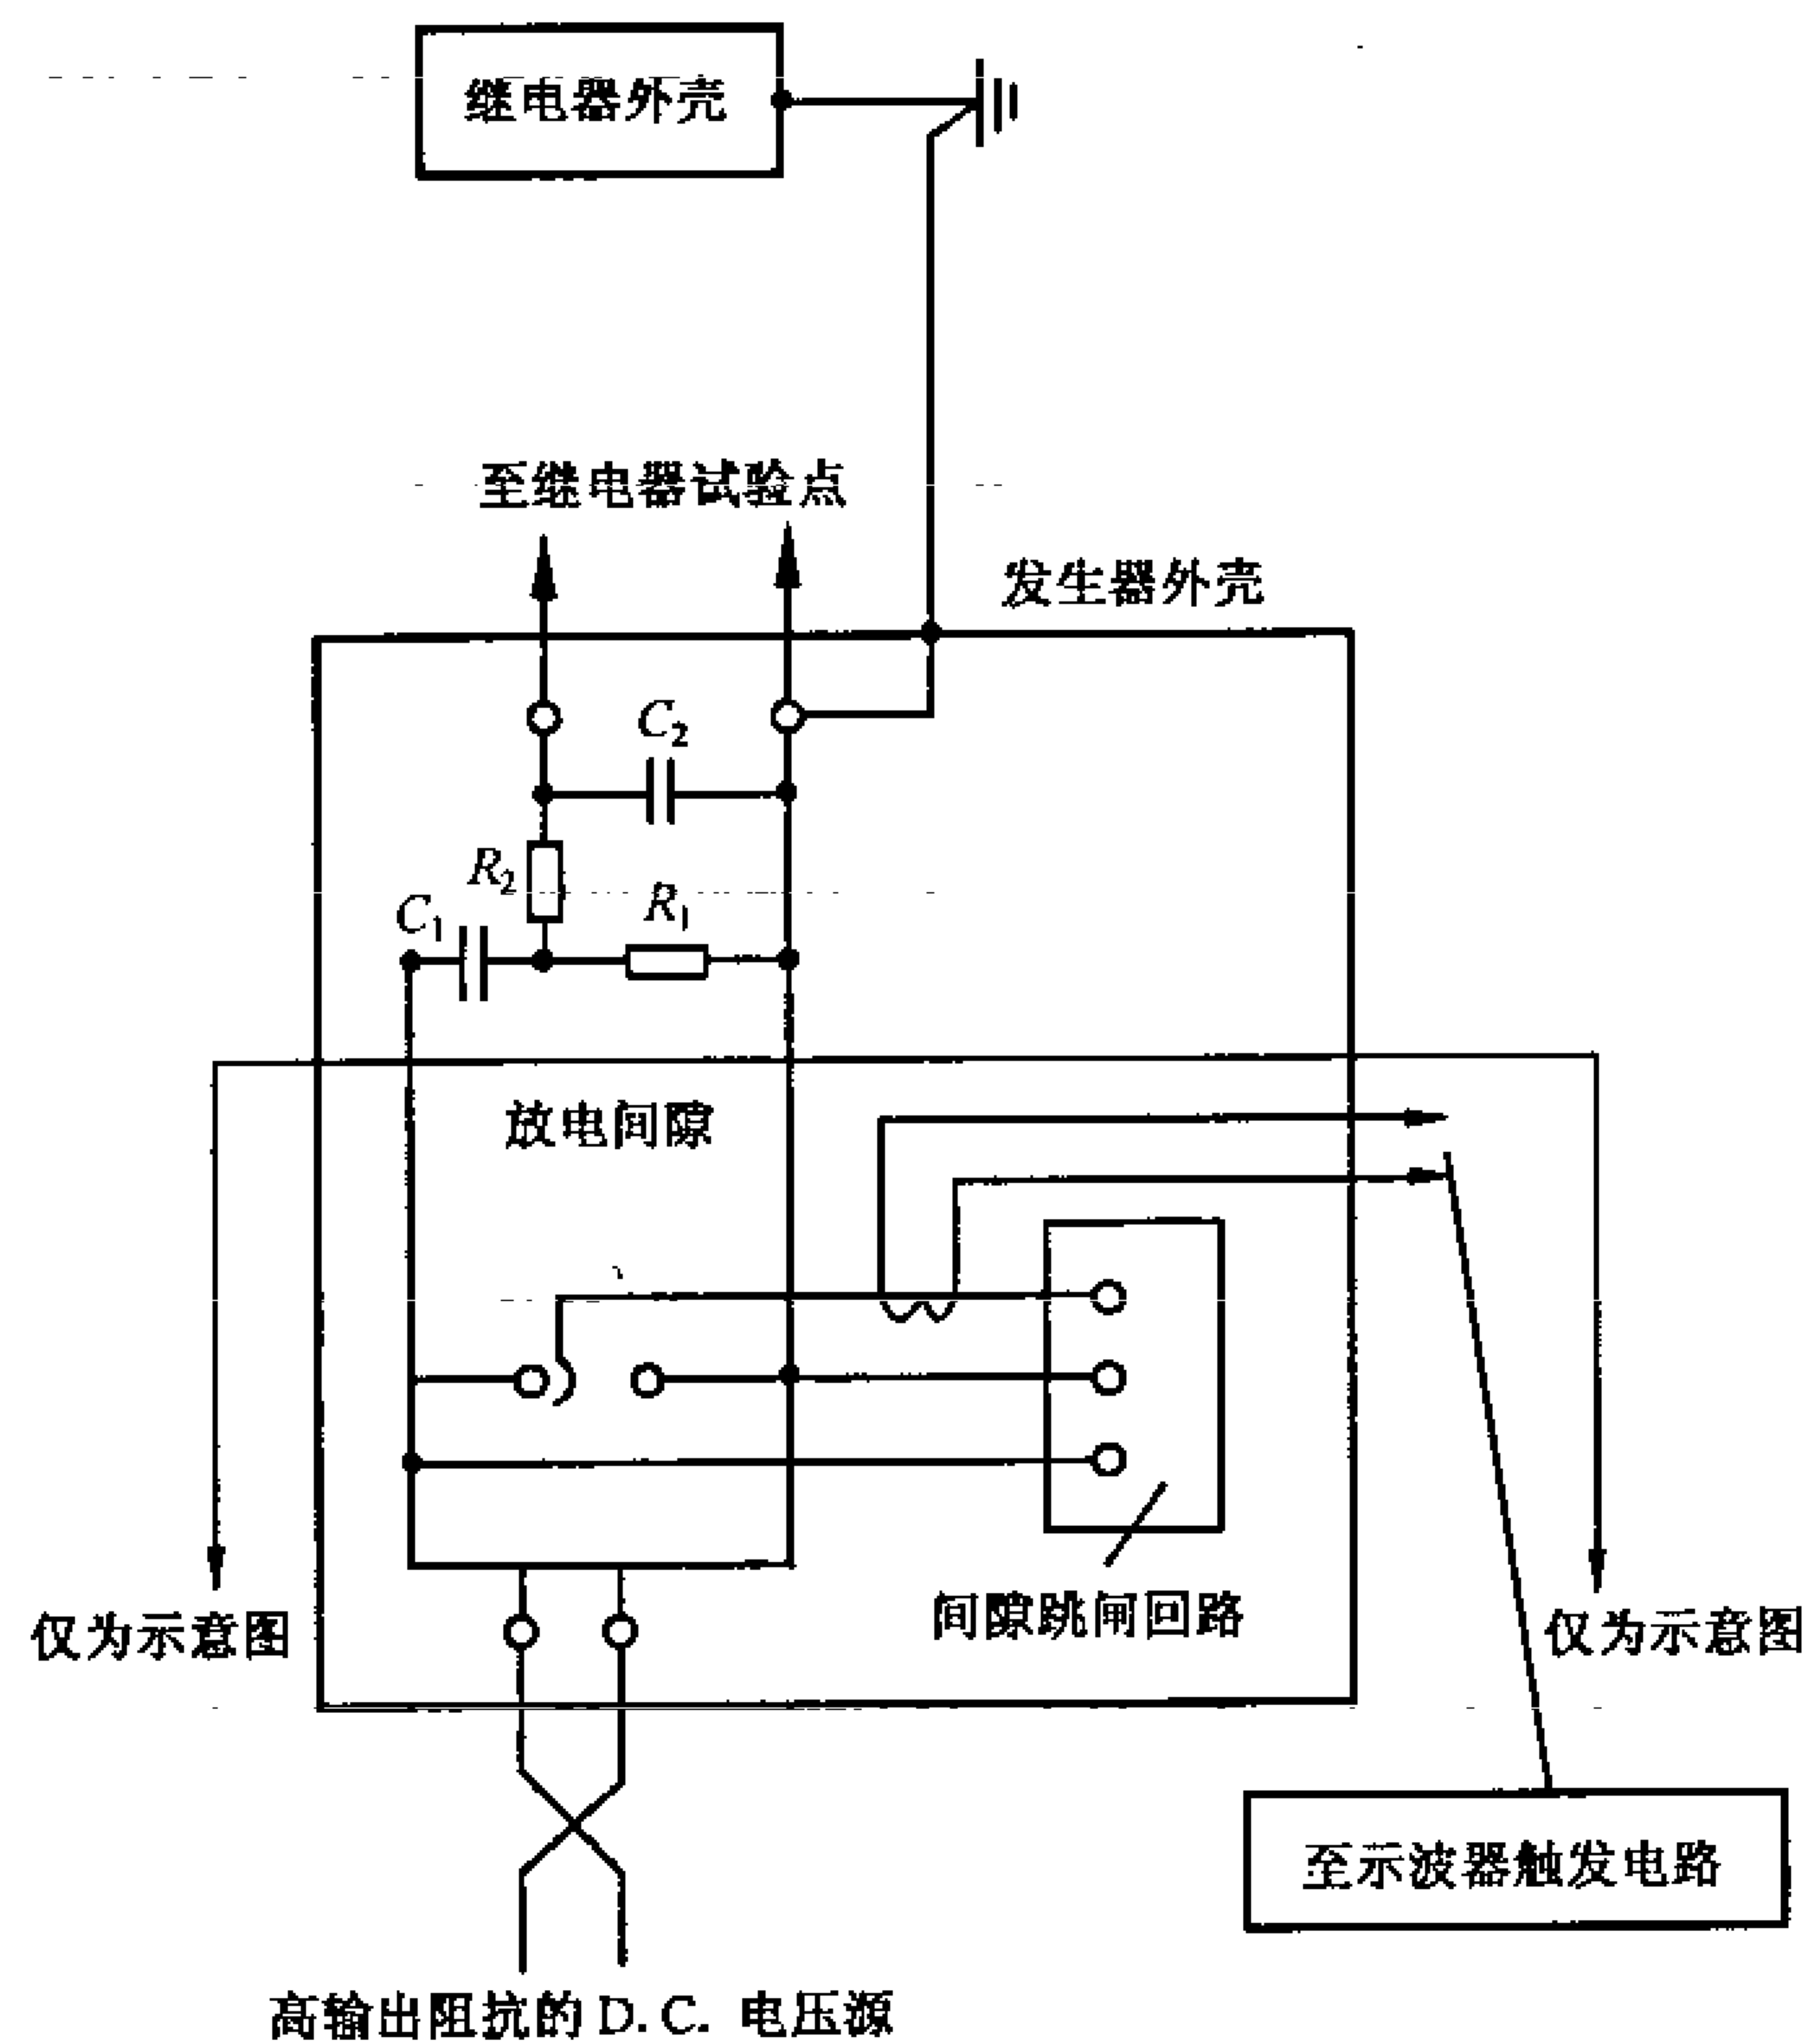 继电器外壳
至继电器试验点
发生器外壳
C₂
R₂
R₁
C₁
放电间隙
间隙跳闸回路
仅为示意图
仅为示意图
至示波器触发电路
高输出阻抗的 D.C. 电压源